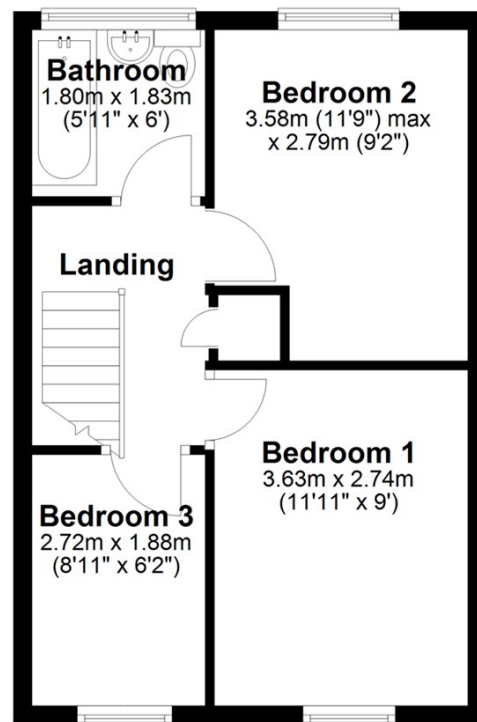 Bathroom
1.80m x 1.83m
(5'11" x 6')
Bedroom 2
3.58m (11'9") max
x 2.79m (9'2")
Landing
Bedroom 1
3.63m x 2.74m
(11'11" x 9')
Bedroom 3
2.72m x 1.88m
(8'11" x 6'2")